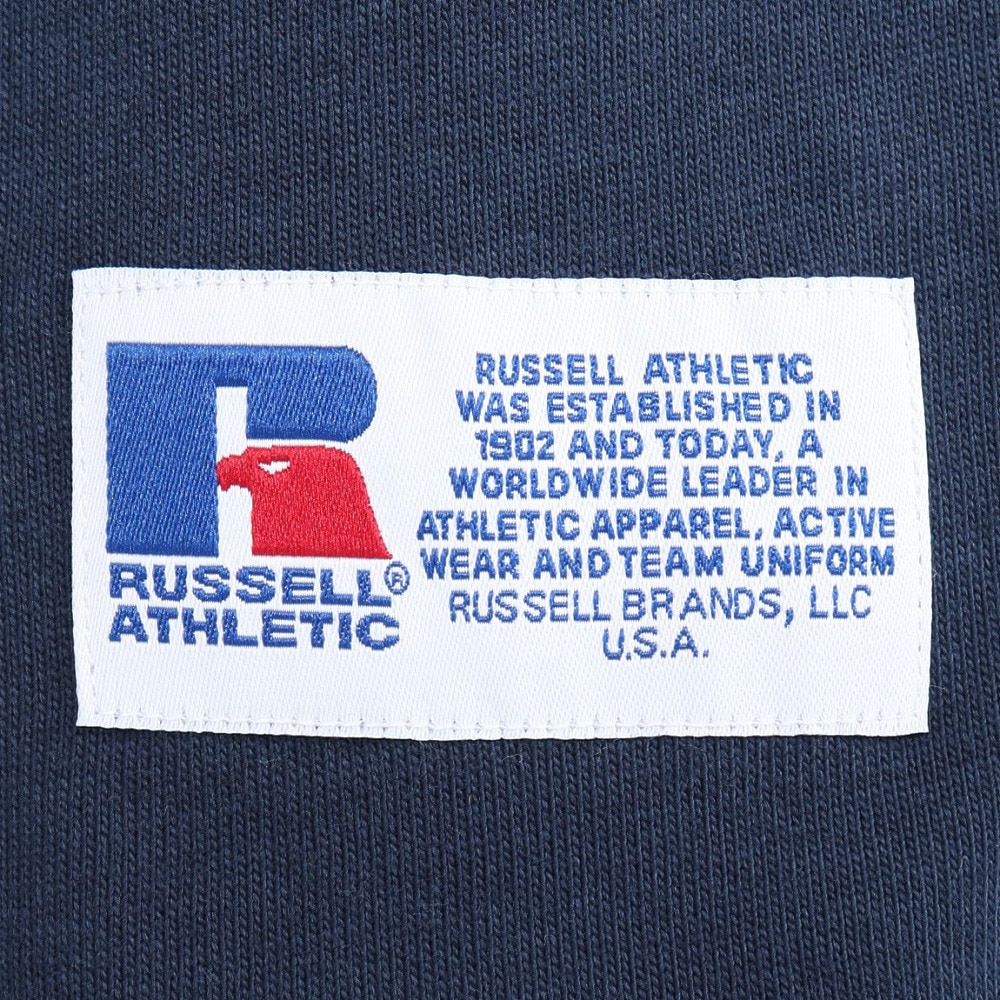 RUSSELL®
ATHLETIC
RUSSELL ATHLETIC
WAS ESTABLISHED IN
1902 AND TODAY, A
WORLDWIDE LEADER IN
ATHLETIC APPAREL, ACTIVE
WEAR AND TEAM UNIFORM
RUSSELL BRANDS, LLC
U.S.A.